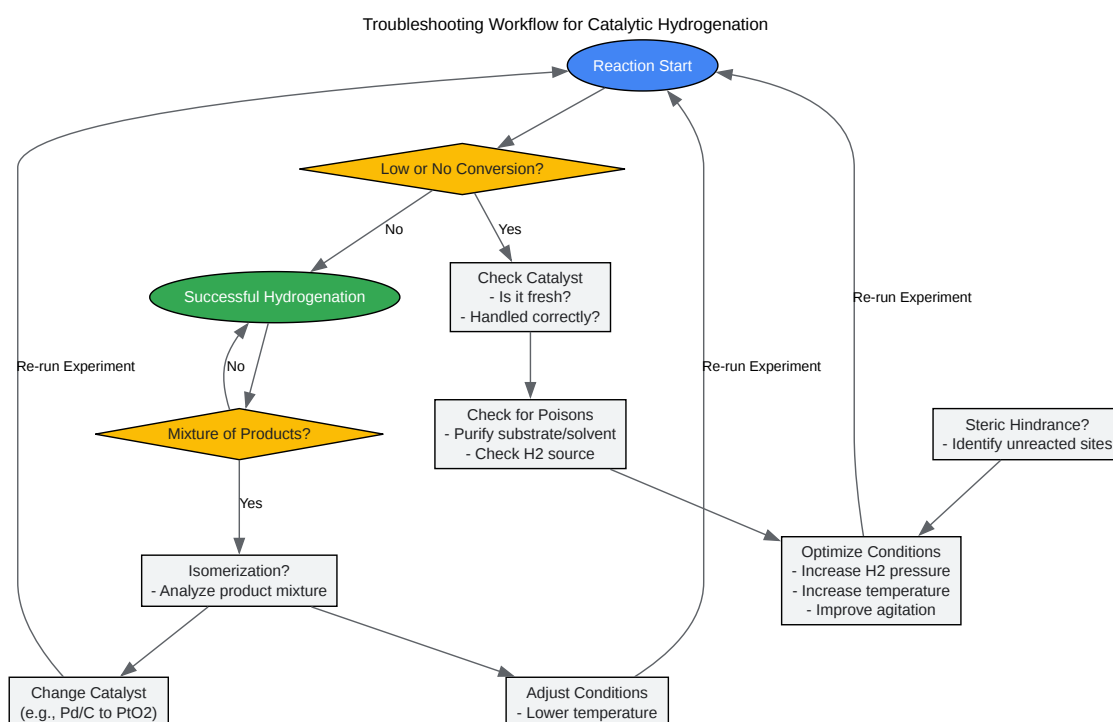 Troubleshooting Workflow for Catalytic Hydrogenation
Reaction Start
Low or No Conversion?
No
Yes
Successful Hydrogenation
Check Catalyst
- Is it fresh?
- Handled correctly?
Re-run Experiment
Re-run Experiment
No
Re-run Experiment
Mixture of Products?
Check for Poisons
- Purify substrate/solvent
- Check H2 source
Steric Hindrance?
- Identify unreacted sites
Yes
Isomerization?
- Analyze product mixture
Optimize Conditions
- Increase H2 pressure
- Increase temperature
- Improve agitation
Change Catalyst
(e.g., Pd/C to PtO2)
Adjust Conditions
- Lower temperature